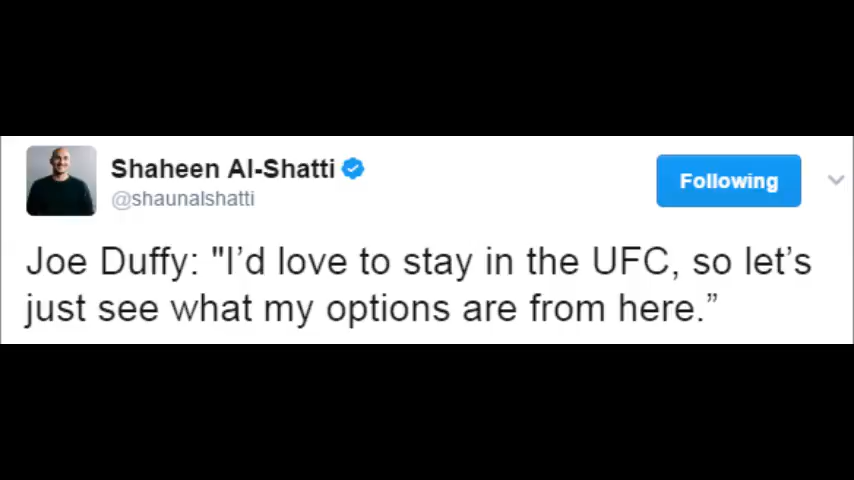 Shaheen Al-Shatti
@shaunalshatti
Following
Joe Duffy: "I’d love to stay in the UFC, so let’s
just see what my options are from here.”